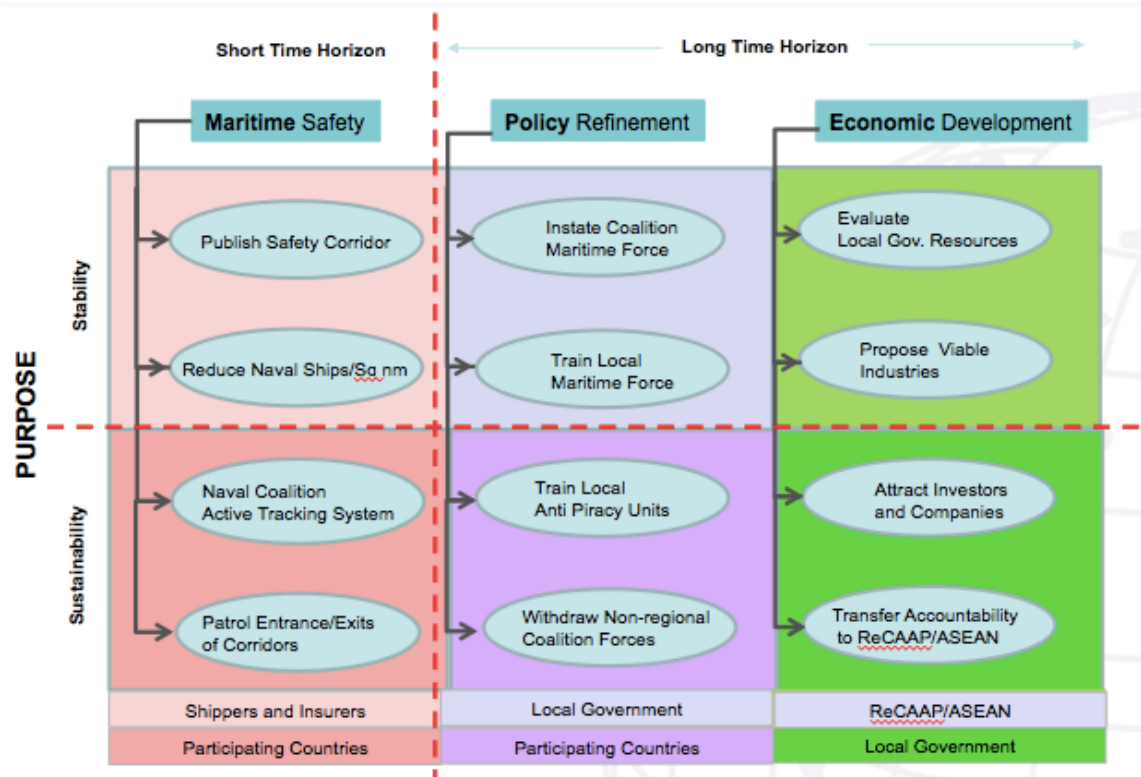 Short Time Horizon
Long Time Horizon
Maritime Safety
Policy Refinement
Economic Development
PURPOSE
Stability
Publish Safety Corridor
Instate Coalition
Maritime Force
Evaluate
Local Gov. Resources
Reduce Naval Ships/Sq nm
Train Local
Maritime Force
Propose Viable
Industries
Sustainability
Naval Coalition
Active Tracking System
Train Local
Anti Piracy Units
Attract Investors
and Companies
Patrol Entrance/Exits
of Corridors
Withdraw Non-regional
Coalition Forces
Transfer Accountability
to ReCAAP/ASEAN
Shippers and Insurers
Local Government
ReCAAP/ASEAN
Participating Countries
Participating Countries
Local Government